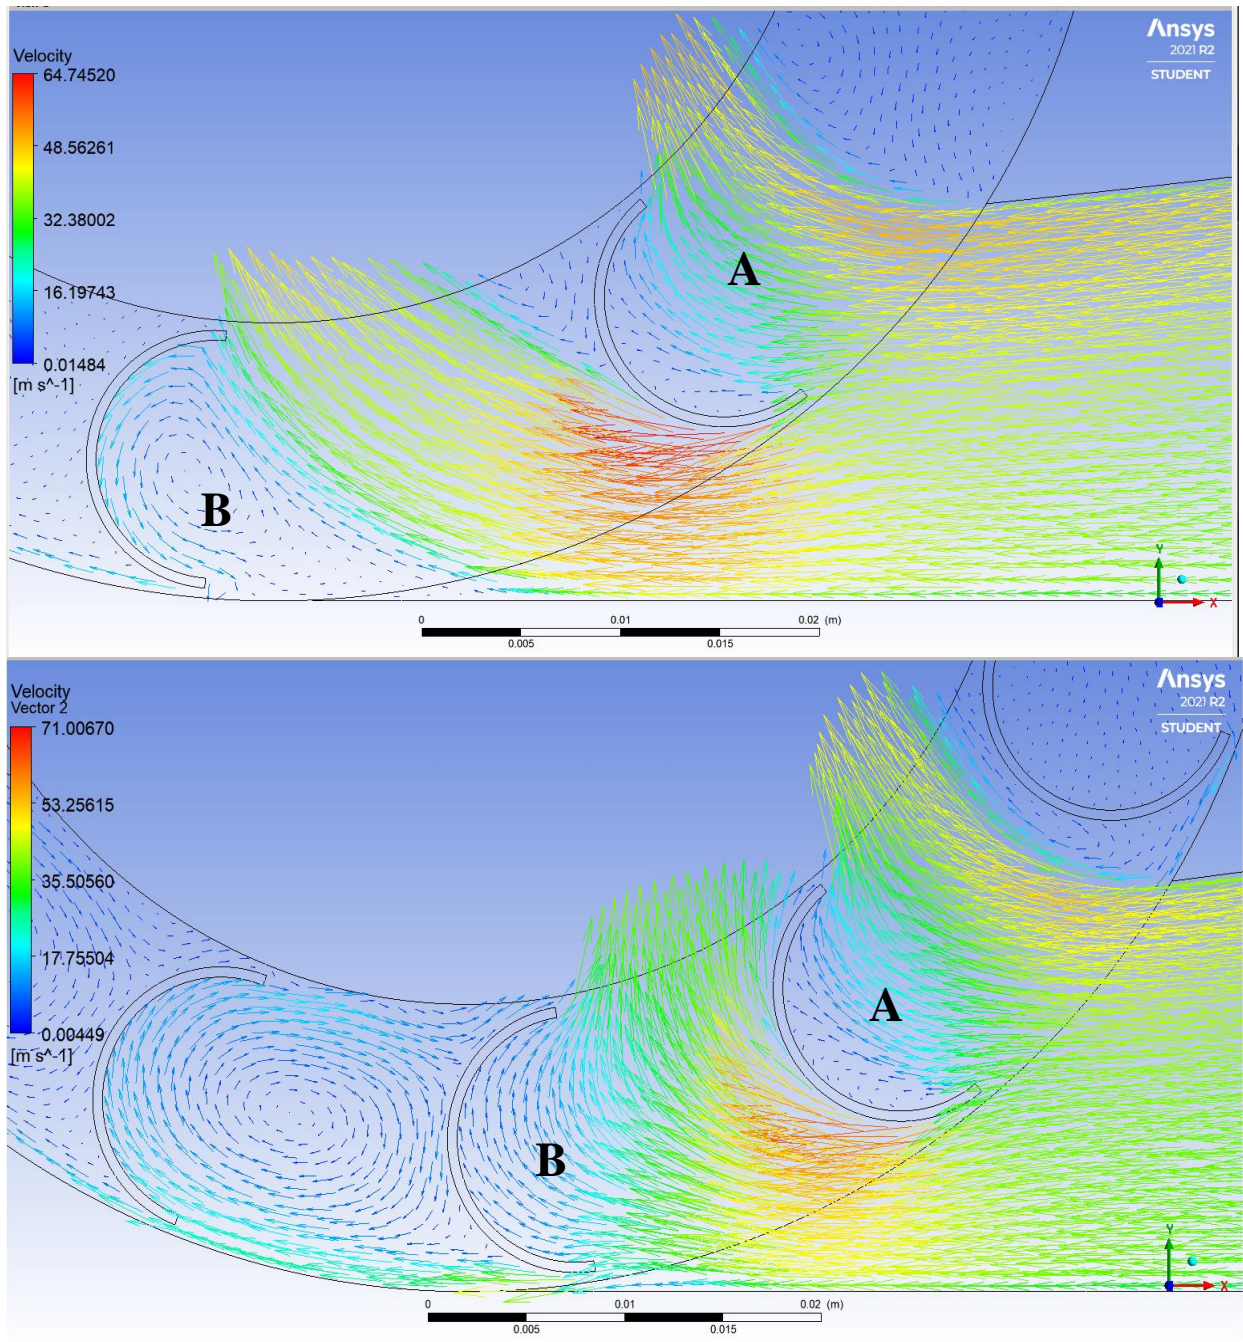 Velocity
64.74520
48.56261
32.38002
16.19743
0.01484
[m s^-1]
Ansys
2021 R2
STUDENT
A
B
Y
X
0 0.01 0.02 (m)
0.005 0.015
Velocity
Vector 2
71.00670
53.25615
35.50560
17.75504
0.00449
[m s^-1]
Ansys
2021 R2
STUDENT
A
B
Y
X
0 0.01 0.02 (m)
0.005 0.015